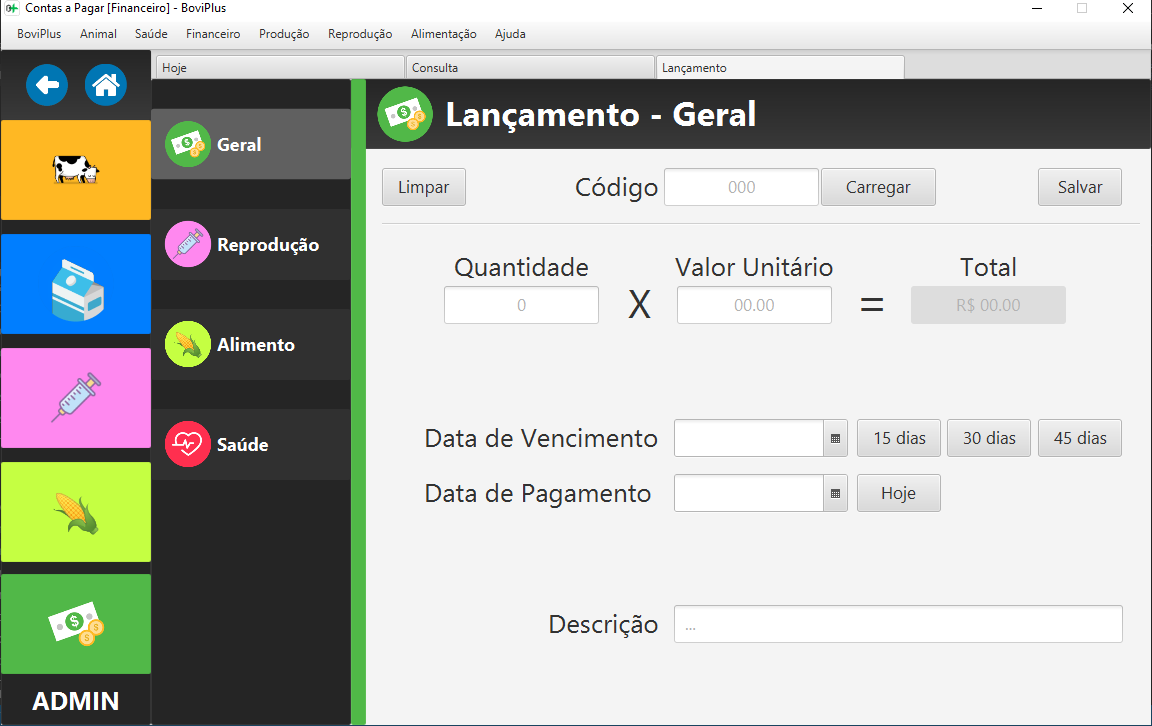 Contas a Pagar [Financeiro] - BoviPlus
BoviPlus Animal Saúde Financeiro Produção Reprodução Alimentação Ajuda
Hoje Consulta Lançamento
Lançamento - Geral
Geral
Reprodução
Alimento
Saúde
ADMIN
Limpar Código 000 Carregar Salvar
Quantidade Valor Unitário Total
0 X 00.00 = R$ 00.00
Data de Vencimento 15 dias 30 dias 45 dias
Data de Pagamento Hoje
Descrição ...